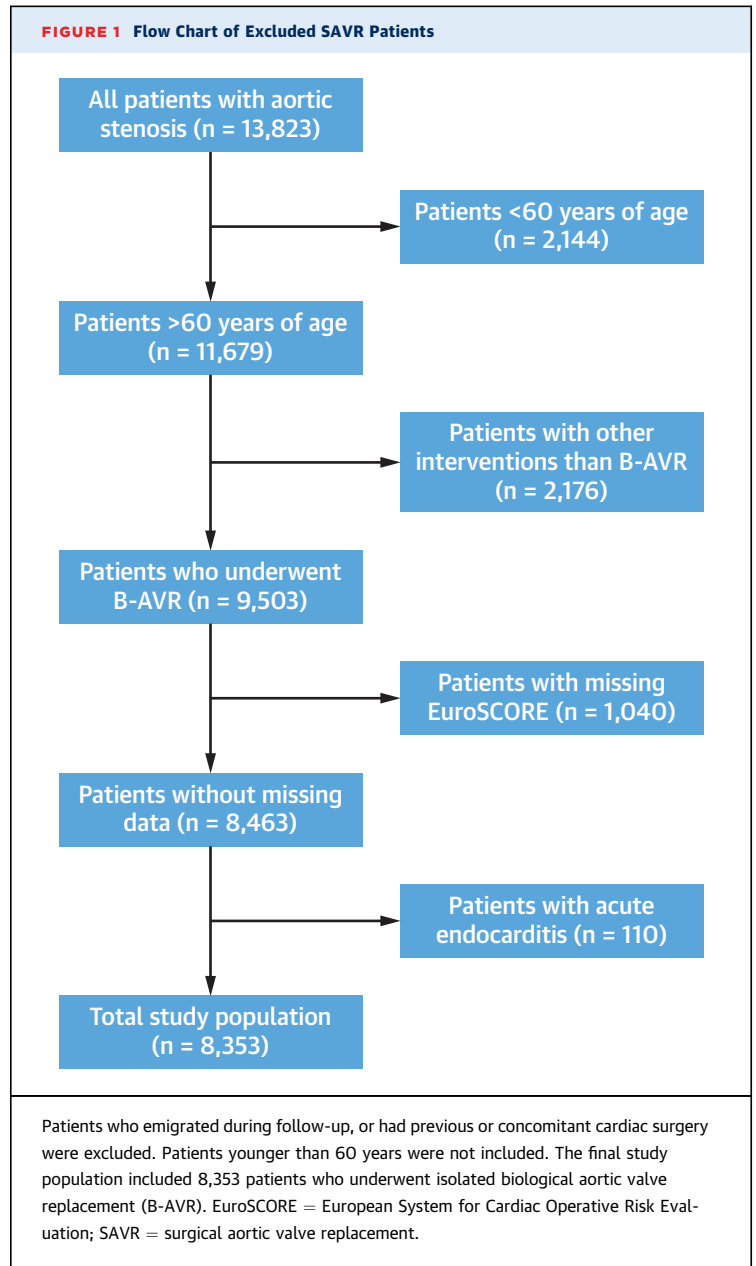 FIGURE 1 Flow Chart of Excluded SAVR Patients
All patients with aortic
stenosis (n = 13,823)
Patients <60 years of age
(n = 2,144)
Patients >60 years of age
(n = 11,679)
Patients with other
interventions than B-AVR
(n = 2,176)
Patients who underwent
B-AVR (n = 9,503)
Patients with missing
EuroSCORE (n = 1,040)
Patients without missing
data (n = 8,463)
Patients with acute
endocarditis (n = 110)
Total study population
(n = 8,353)
Patients who emigrated during follow-up, or had previous or concomitant cardiac surgery
were excluded. Patients younger than 60 years were not included. The final study
population included 8,353 patients who underwent isolated biological aortic valve
replacement (B-AVR). EuroSCORE = European System for Cardiac Operative Risk Eval-
uation; SAVR = surgical aortic valve replacement.